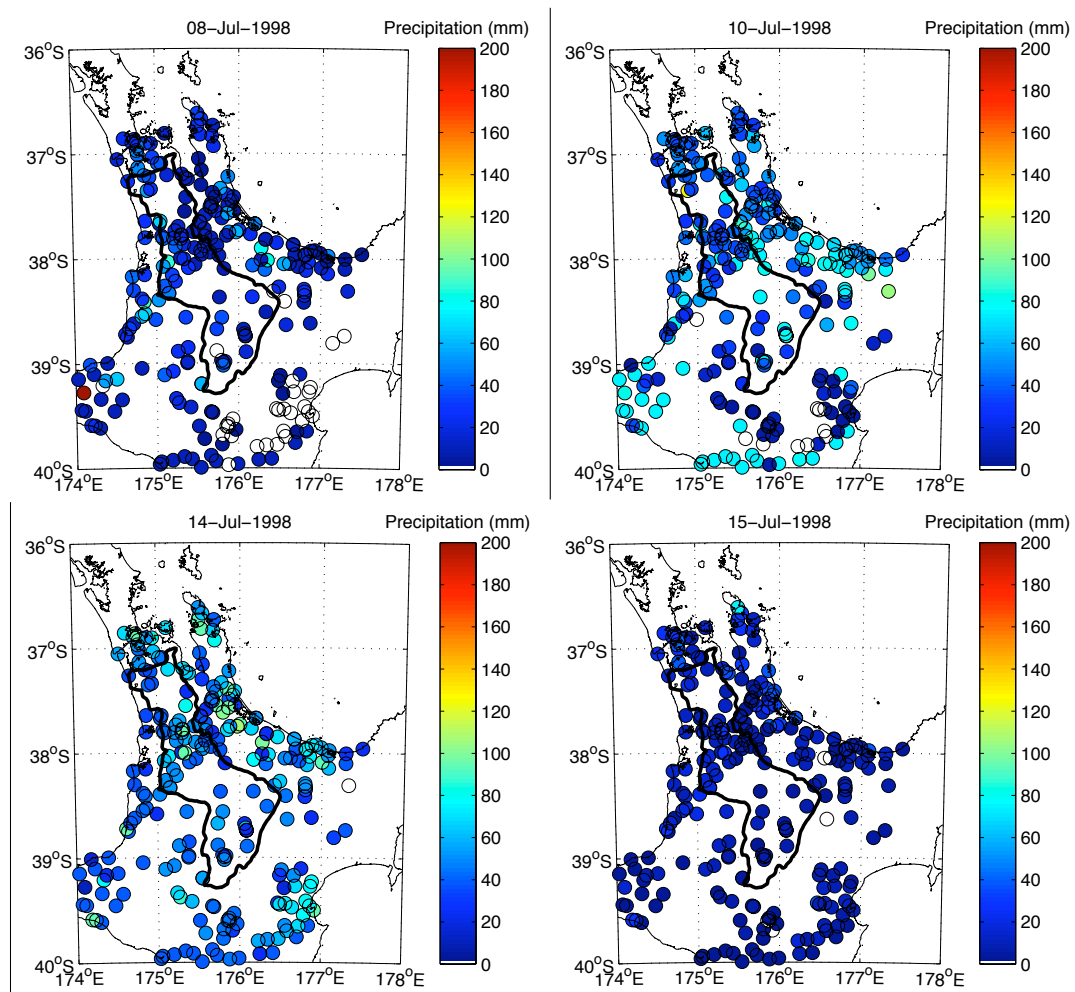 08-Jul-1998 Precipitation (mm)
36°S
37°S
38°S
39°S
40°S
174°E 175°E 176°E 177°E 178°E
200
180
160
140
120
100
80
60
40
20
0
10-Jul-1998 Precipitation (mm)
36°S
37°S
38°S
39°S
40°S
174°E 175°E 176°E 177°E 178°E
200
180
160
140
120
100
80
60
40
20
0
14-Jul-1998 Precipitation (mm)
36°S
37°S
38°S
39°S
40°S
174°E 175°E 176°E 177°E 178°E
200
180
160
140
120
100
80
60
40
20
0
15-Jul-1998 Precipitation (mm)
36°S
37°S
38°S
39°S
40°S
174°E 175°E 176°E 177°E 178°E
200
180
160
140
120
100
80
60
40
20
0